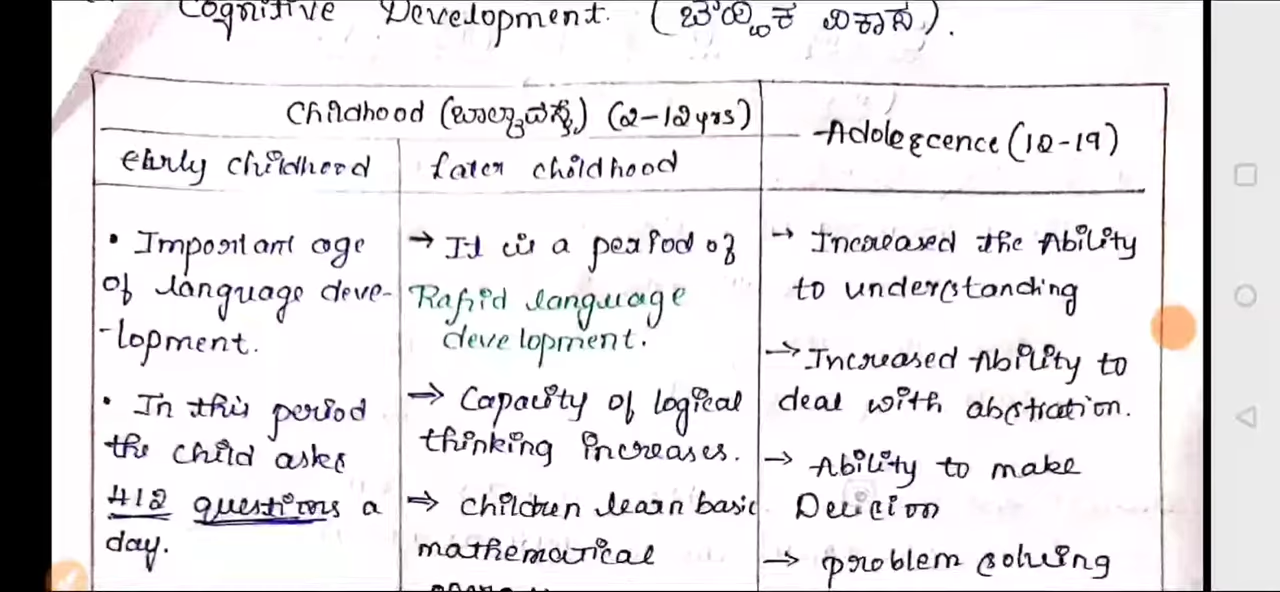 Cognitive Development. (ಬೌದ್ಧಿಕ ವಿಕಾಸ).
Childhood (ಬಾಲ್ಯಾವಸ್ಥೆ) (2-12yrs)
Adolescence (12-19)
Early childhood
later childhood
• Important age
of language deve-
-lopment.
• In this period
the child asks
412 questions a
day.
→ It is a period of
Rapid language
development.
⇒ Capacity of logical
thinking increases.
⇒ children learn basic
mathematical
→ Increased the Ability
to understanding
→ Increased Ability to
deal with abstration.
→ Ability to make
Decision
→ problem solving